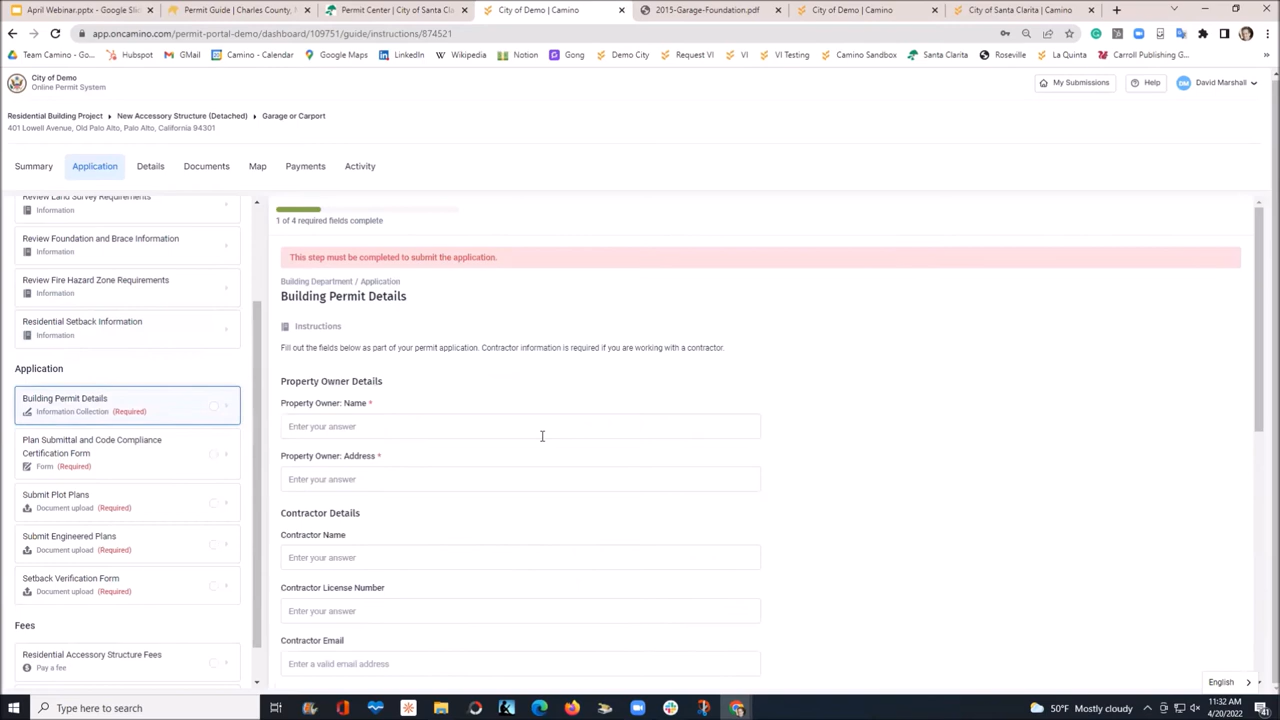 April Webinar.pptx - Google Slid
Permit Guide | Charles County, M
Permit Center | City of Santa Cla
City of Demo | Camino
2015-Garage-Foundation.pdf
City of Demo | Camino
City of Santa Clarita | Camino
app.oncamino.com/permit-portal-demo/dashboard/109751/guide/instructions/874521
Team Camino - Go...
Hubspot
GMail
Camino - Calendar
Google Maps
LinkedIn
Wikipedia
Notion
Gong
Demo City
Request VI
VI
VI Testing
Camino Sandbox
Santa Clarita
Roseville
La Quinta
Carroll Publishing G...
City of Demo
Online Permit System
My Submissions
Help
DM
David Marshall
Residential Building Project
New Accessory Structure (Detached)
Garage or Carport
401 Lowell Avenue, Old Palo Alto, Palo Alto, California 94301
Summary
Application
Details
Documents
Map
Payments
Activity
Review Land Survey Requirements
Information
Review Foundation and Brace Information
Information
Review Fire Hazard Zone Requirements
Information
Residential Setback Information
Information
Application
Building Permit Details
Information Collection (Required)
Plan Submittal and Code Compliance
Certification Form
Form (Required)
Submit Plot Plans
Document upload (Required)
Submit Engineered Plans
Document upload (Required)
Setback Verification Form
Document upload (Required)
Fees
Residential Accessory Structure Fees
Pay a fee
1 of 4 required fields complete
This step must be completed to submit the application.
Building Department / Application
Building Permit Details
Instructions
Fill out the fields below as part of your permit application. Contractor information is required if you are working with a contractor.
Property Owner Details
Property Owner: Name *
Enter your answer
Property Owner: Address *
Enter your answer
Contractor Details
Contractor Name
Enter your answer
Contractor License Number
Enter your answer
Contractor Email
Enter a valid email address
English
Type here to search
50°F Mostly cloudy
11:32 AM
4/20/2022